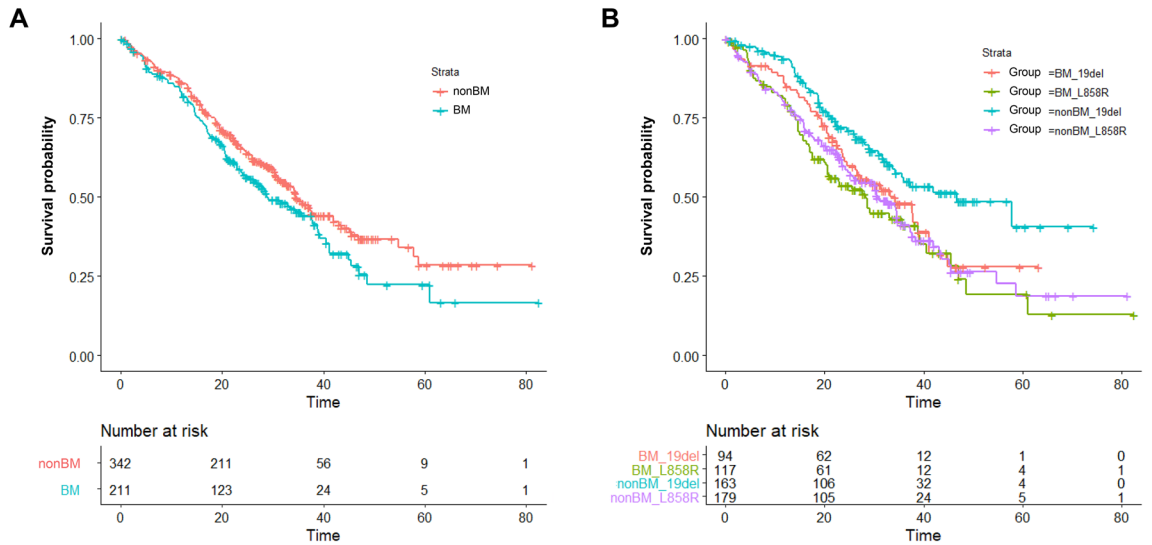 A
B
1.00
0.75
0.50
0.25
0.00
Survival probability
Strata
nonBM
BM
0 20 40 60 80
Time
Number at risk
nonBM 342 211 56 9 1
BM 211 123 24 5 1
0 20 40 60 80
Time
1.00
0.75
0.50
0.25
0.00
Survival probability
Strata
Group =BM_19del
Group =BM_L858R
Group =nonBM_19del
Group =nonBM_L858R
0 20 40 60 80
Time
Number at risk
BM_19del 94 62 12 1 0
BM_L858R 117 61 12 4 1
nonBM_19del 163 106 32 4 0
nonBM_L858R 179 105 24 5 1
0 20 40 60 80
Time